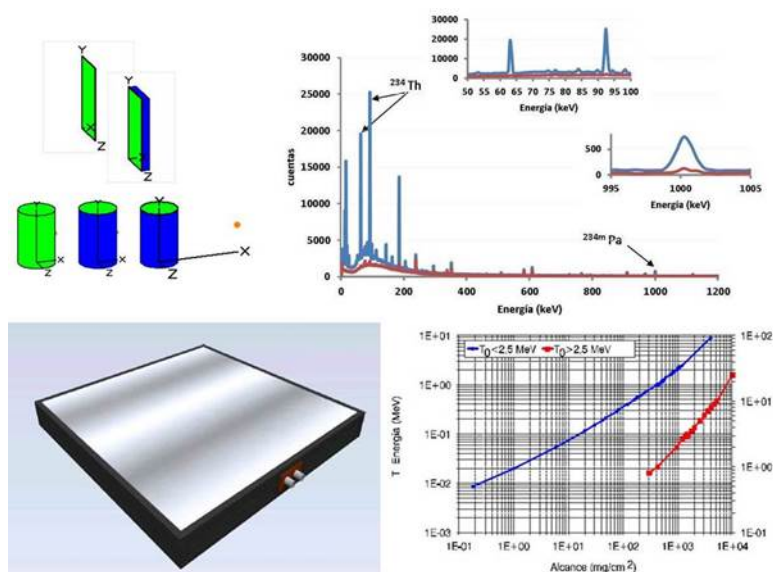 Y
X
Z
Y
X
Z
Y
X
Z
Y
X
Z
Y
X
Z
30000
25000
20000
15000
10000
5000
0
cuentas
0 200 400 600 800 1000 1200
Energía (keV)
234Th
234mPa
30000
20000
10000
0
50 55 60 65 70 75 80 85 90 95 100
Energía (keV)
500
0
995 1000 1005
Energía (keV)
T0<2,5 MeV T0>2,5 MeV
1E+01
1E+00
1E-01
1E-02
1E-03
T Energía (MeV)
1E+02
1E+01
1E+00
1E-01
1E-01 1E+00 1E+01 1E+02 1E+03 1E+04
Alcance (mg/cm2)